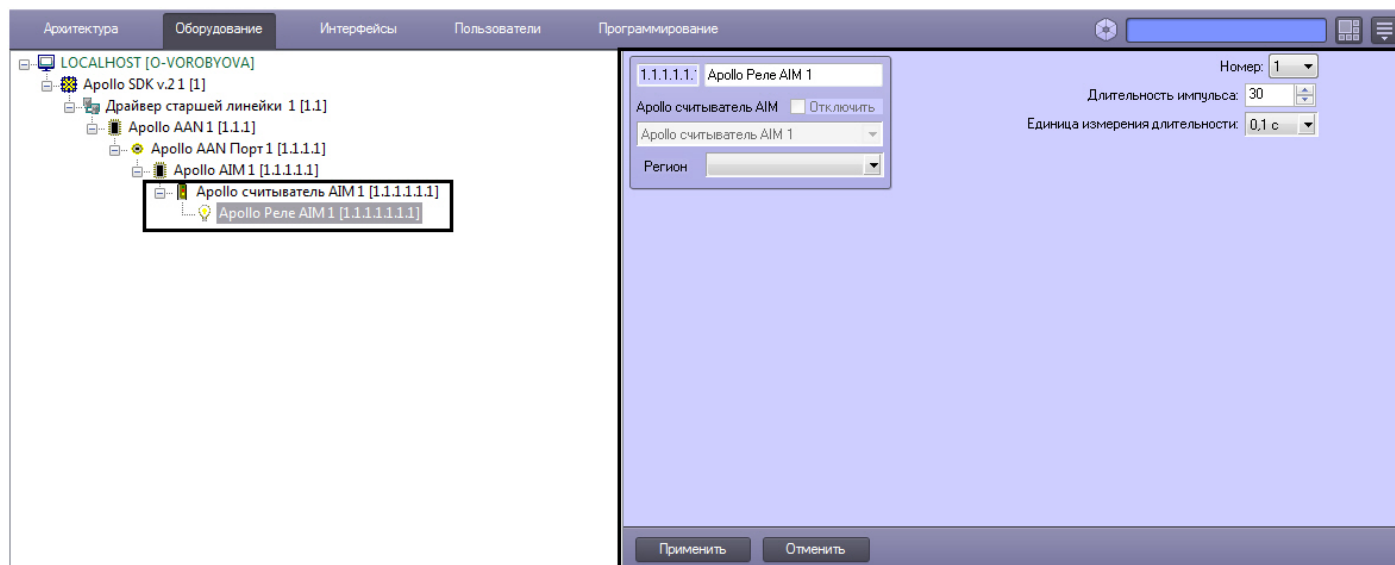 Архитектура Оборудование Интерфейсы Пользователи Программирование
LOCALHOST [O-VOROBYOVA]
Apollo SDK v.2 1 [1]
Драйвер старшей линейки 1 [1.1]
Apollo AAN 1 [1.1.1]
Apollo AAN Порт 1 [1.1.1.1]
Apollo AIM 1 [1.1.1.1.1]
Apollo считыватель AIM 1 [1.1.1.1.1.1]
Apollo Реле AIM 1 [1.1.1.1.1.1.1]
1.1.1.1.1. Apollo Реле AIM 1
Apollo считыватель AIM Отключить
Apollo считыватель AIM 1
Регион
Номер: 1
Длительность импульса: 30
Единица измерения длительности: 0,1 с
Применить Отменить